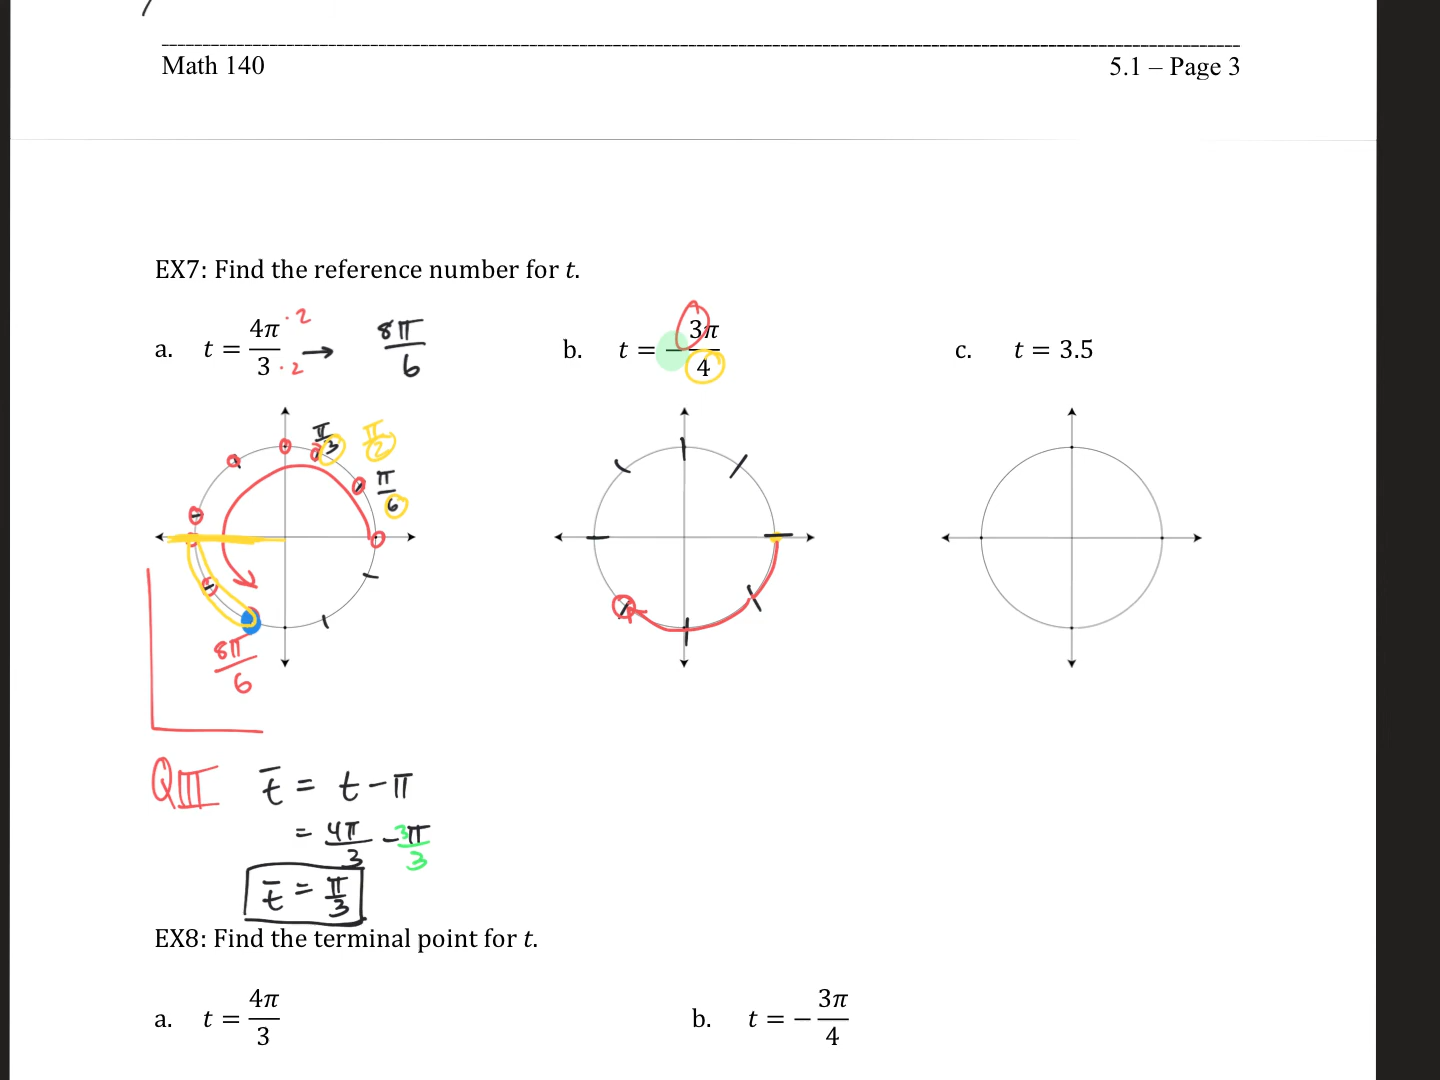 Math 140 5.1 – Page 3
EX7: Find the reference number for t.
a. t = 4π/3 ·2 ·2 → 8π/6
b. t = −3π/4
c. t = 3.5
π/3 π/2
π/6
8π/6
QIII t̄ = t − π
= 4π/3 − 3π/3
t̄ = π/3
EX8: Find the terminal point for t.
a. t = 4π/3 b. t = −3π/4